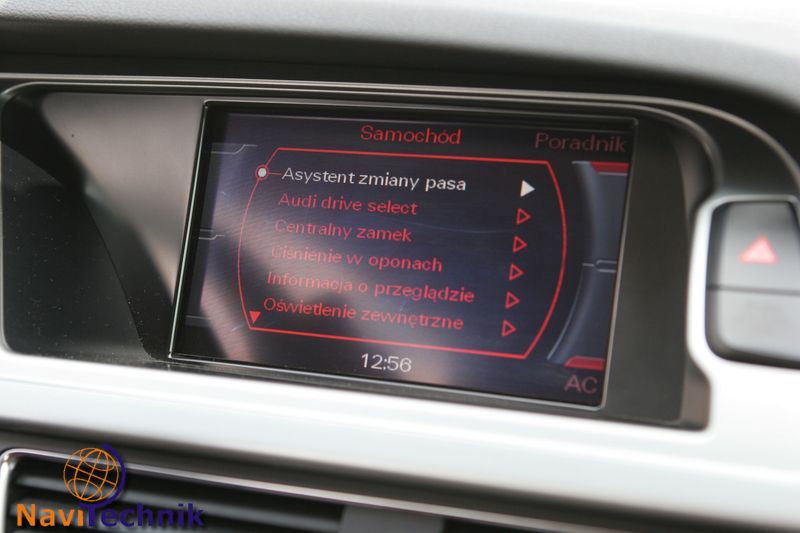 Samochód
Poradnik
Asystent zmiany pasa
Audi drive select
Centralny zamek
Ciśnienie w oponach
Informacja o przeglądzie
Oświetlenie zewnętrzne
12:56
AC
NaviTechnik